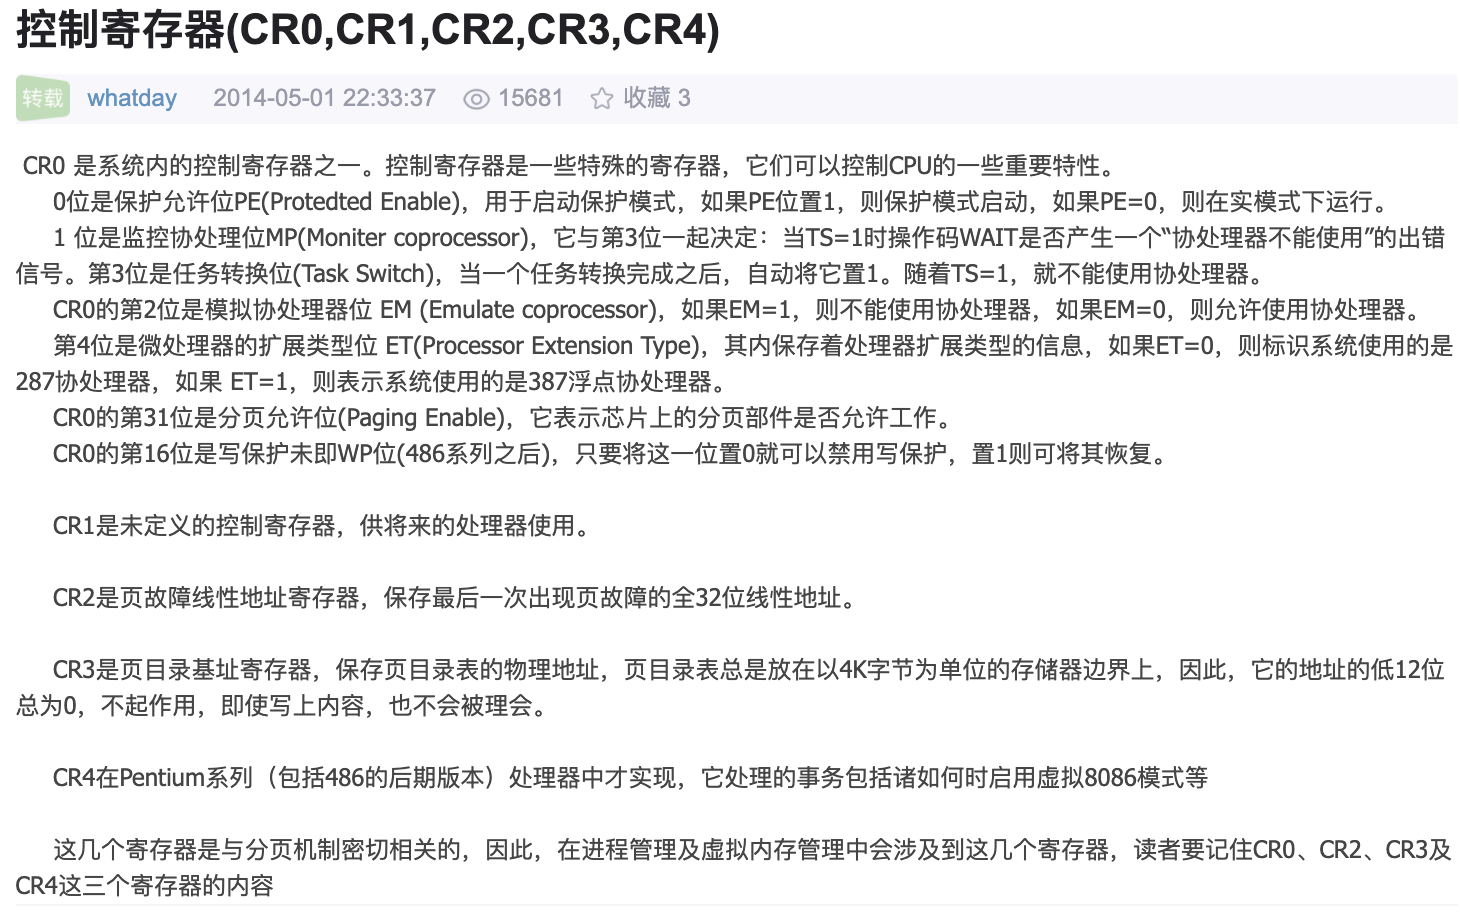 控制寄存器(CR0,CR1,CR2,CR3,CR4)
转载 whatday 2014-05-01 22:33:37 15681 收藏 3
CR0 是系统内的控制寄存器之一。控制寄存器是一些特殊的寄存器，它们可以控制CPU的一些重要特性。
0位是保护允许位PE(Protedted Enable)，用于启动保护模式，如果PE位置1，则保护模式启动，如果PE=0，则在实模式下运行。
1 位是监控协处理位MP(Moniter coprocessor)，它与第3位一起决定：当TS=1时操作码WAIT是否产生一个“协处理器不能使用”的出错
信号。第3位是任务转换位(Task Switch)，当一个任务转换完成之后，自动将它置1。随着TS=1，就不能使用协处理器。
CR0的第2位是模拟协处理器位 EM (Emulate coprocessor)，如果EM=1，则不能使用协处理器，如果EM=0，则允许使用协处理器。
第4位是微处理器的扩展类型位 ET(Processor Extension Type)，其内保存着处理器扩展类型的信息，如果ET=0，则标识系统使用的是
287协处理器，如果 ET=1，则表示系统使用的是387浮点协处理器。
CR0的第31位是分页允许位(Paging Enable)，它表示芯片上的分页部件是否允许工作。
CR0的第16位是写保护未即WP位(486系列之后)，只要将这一位置0就可以禁用写保护，置1则可将其恢复。
CR1是未定义的控制寄存器，供将来的处理器使用。
CR2是页故障线性地址寄存器，保存最后一次出现页故障的全32位线性地址。
CR3是页目录基址寄存器，保存页目录表的物理地址，页目录表总是放在以4K字节为单位的存储器边界上，因此，它的地址的低12位
总为0，不起作用，即使写上内容，也不会被理会。
CR4在Pentium系列（包括486的后期版本）处理器中才实现，它处理的事务包括诸如何时启用虚拟8086模式等
这几个寄存器是与分页机制密切相关的，因此，在进程管理及虚拟内存管理中会涉及到这几个寄存器，读者要记住CR0、CR2、CR3及
CR4这三个寄存器的内容